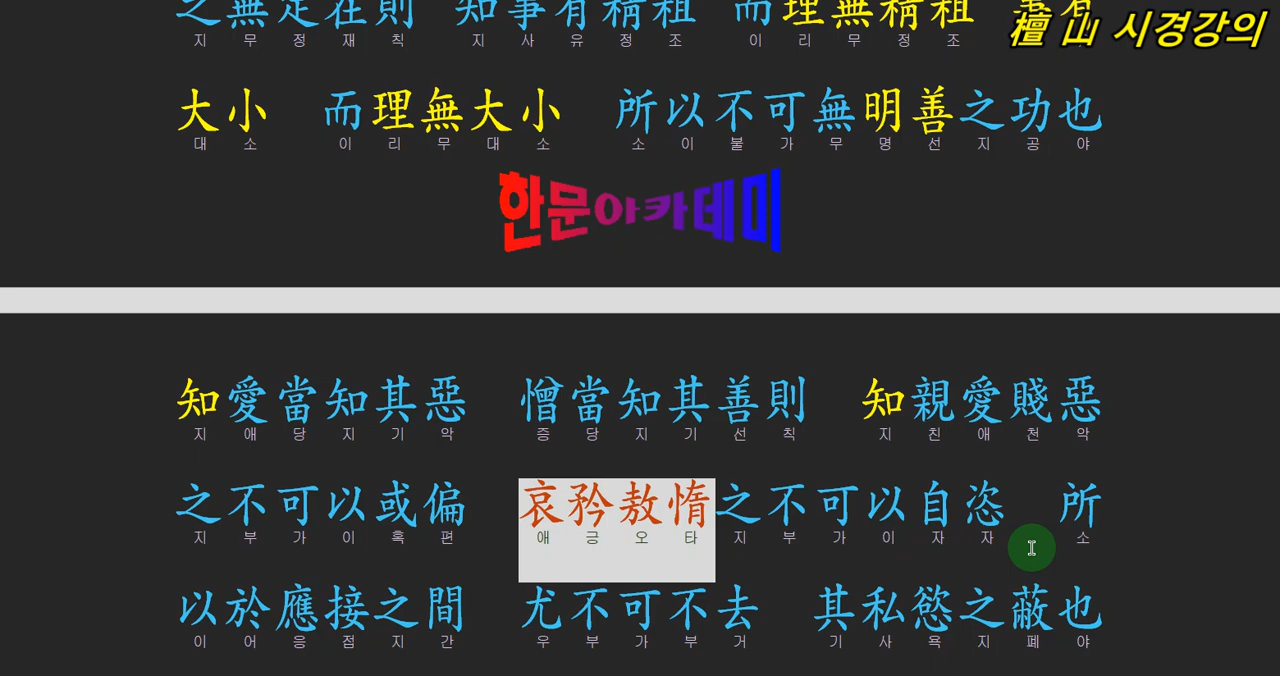 之無定在則 知事有精粗 而理無精粗
지 무 정 재 칙 지 사 유 정 조 이 리 무 정 조
檀山 시경강의
大小 而理無大小 所以不可無明善之功也
대 소 이 리 무 대 소 소 이 불 가 무 명 선 지 공 야
한문아카데미
知愛當知其惡 憎當知其善則 知親愛賤惡
지 애 당 지 기 악 증 당 지 기 선 칙 지 친 애 천 악
之不可以或偏 哀矜敖惰之不可以自恣 所
지 부 가 이 혹 편 애 긍 오 타 지 부 가 이 자 자 소
以於應接之間 尤不可不去 其私慾之蔽也
이 어 응 접 지 간 우 부 가 부 거 기 사 욕 지 폐 야